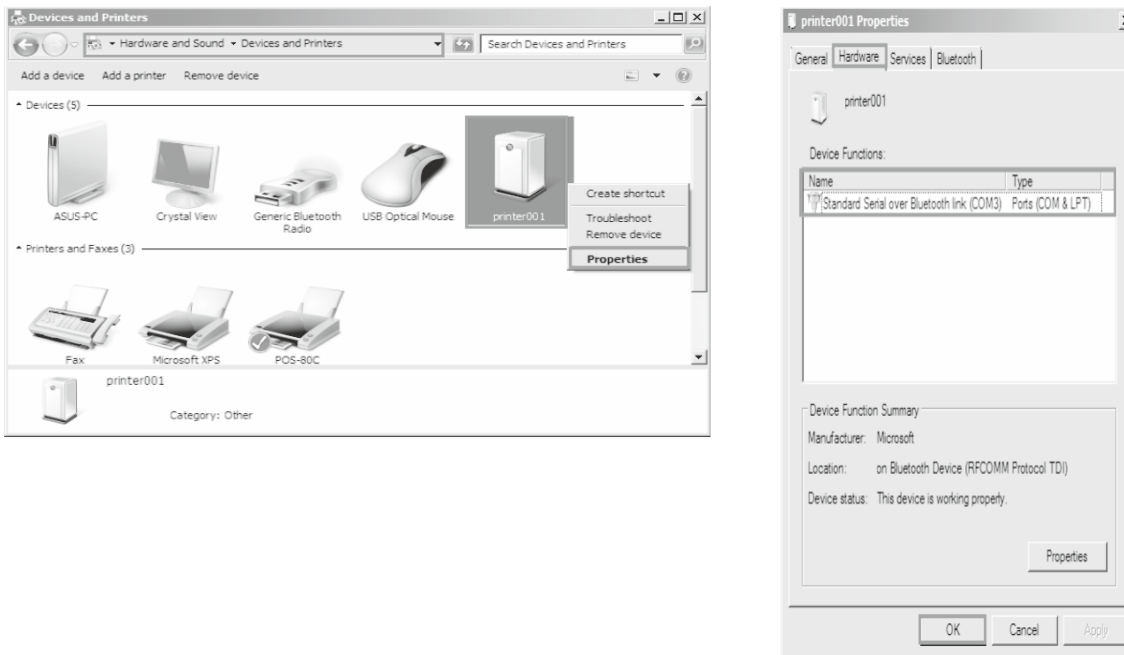 Devices and Printers
Hardware and Sound Devices and Printers
Search Devices and Printers
Add a device Add a printer Remove device
Devices (5)
ASUS-PC
Crystal View
Generic Bluetooth
Radio
USB Optical Mouse
printer001
Create shortcut
Troubleshoot
Remove device
Properties
Printers and Faxes (3)
Fax
Microsoft XPS
POS-80C
printer001
Category: Other
printer001 Properties
General Hardware Services Bluetooth
printer001
Device Functions:
Name Type
Standard Serial over Bluetooth link (COM3) Ports (COM & LPT)
Device Function Summary
Manufacturer: Microsoft
Location: on Bluetooth Device (RFCOMM Protocol TDI)
Device status: This device is working properly.
Properties
OK Cancel Apply